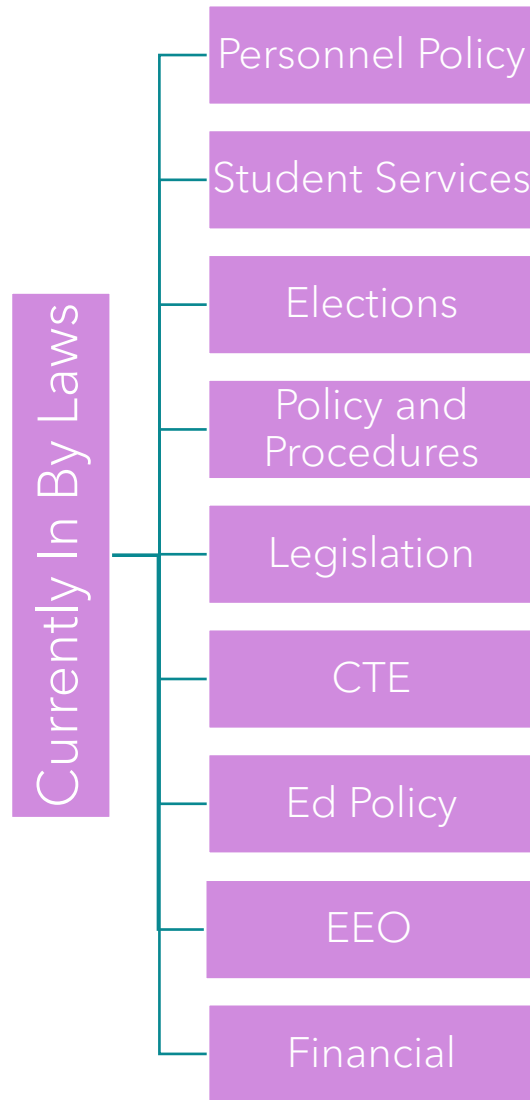 Currently In By Laws
Personnel Policy
Student Services
Elections
Policy and
Procedures
Legislation
CTE
Ed Policy
EEO
Financial